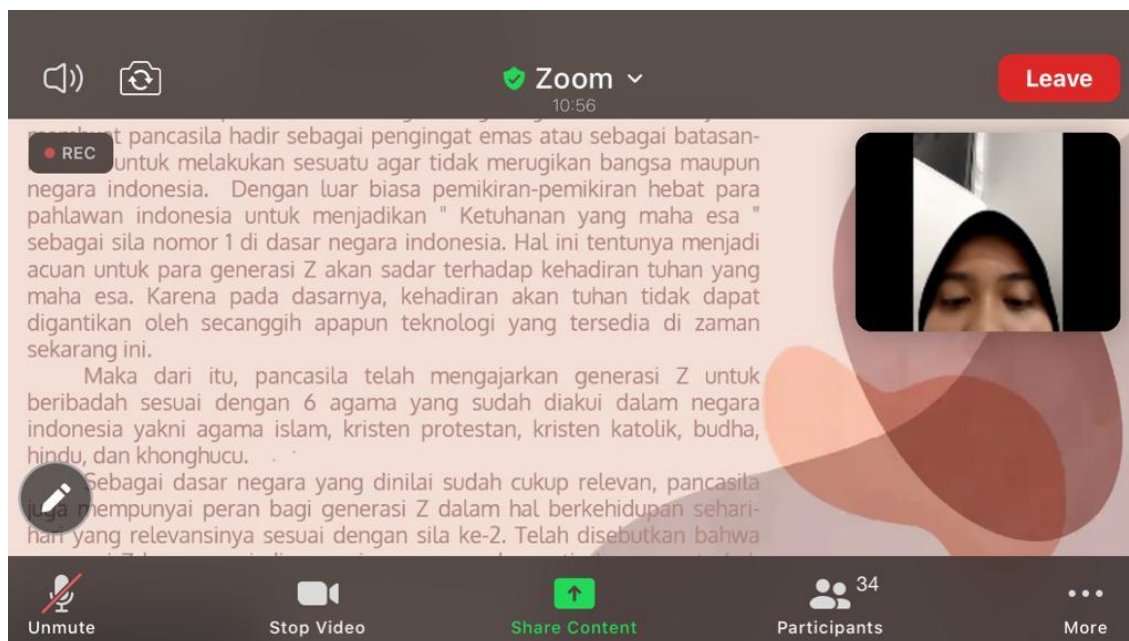 Zoom
Leave
10:56
pancasila hadir sebagai pengingat emas atau sebagai batasan-
REC
untuk melakukan sesuatu agar tidak merugikan bangsa maupun
negara indonesia. Dengan luar biasa pemikiran-pemikiran hebat para
pahlawan indonesia untuk menjadikan " Ketuhanan yang maha esa "
sebagai sila nomor 1 di dasar negara indonesia. Hal ini tentunya menjadi
acuan untuk para generasi Z akan sadar terhadap kehadiran tuhan yang
maha esa. Karena pada dasarnya, kehadiran akan tuhan tidak dapat
digantikan oleh secanggih apapun teknologi yang tersedia di zaman
sekarang ini.
Maka dari itu, pancasila telah mengajarkan generasi Z untuk
beribadah sesuai dengan 6 agama yang sudah diakui dalam negara
indonesia yakni agama islam, kristen protestan, kristen katolik, budha,
hindu, dan khonghucu.
Sebagai dasar negara yang dinilai sudah cukup relevan, pancasila
juga mempunyai peran bagi generasi Z dalam hal berkehidupan sehari-
hari yang relevansinya sesuai dengan sila ke-2. Telah disebutkan bahwa
34
Unmute
Stop Video
Share Content
Participants
More